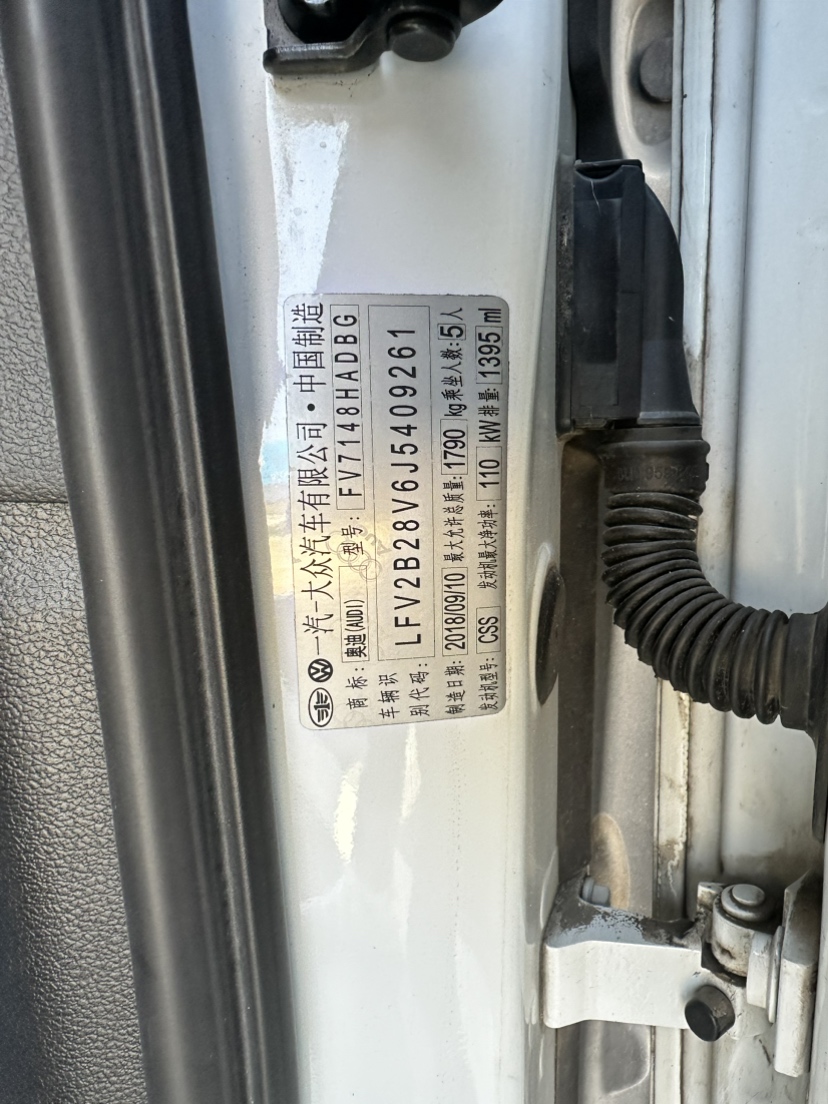 一汽-大众汽车有限公司·中国制造
商标: 奥迪(AUDI) 型号: FV7148HADBG
车辆识
别代码: LFV2B28V6J5409261
制造日期: 2018/09/10 最大允许总质量: 1790 kg 乘坐人数: 5 人
发动机型号: CSS 发动机最大净功率: 110 kW 排量: 1395 ml